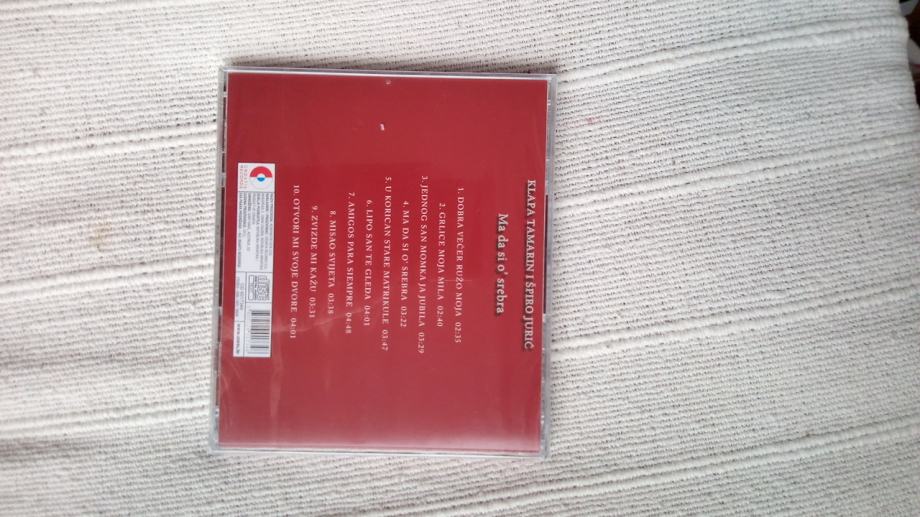 KLAPA TAMARIN I ŠPIRO JURIĆ
Ma da si o' srebra
1. DOBRA VEČER RUŽO MOJA 02:35
2. GRLICE MOJA MILA 02:40
3. JEDNOG SAN MOMKA JA JUBILA 03:29
4. MA DA SI O' SREBRA 03:22
5. U KORICAN STARE MATRIKULE 03:47
6. LIPO SAN TE GLEDA 04:01
7. AMIGOS PARA SIEMPRE 04:48
8. MISAO SVIJETA 03:38
9. ZVIZDE MI KAŽU 03:31
10. OTVORI MI SVOJE DVORE 04:01
CROATIA RECORDS